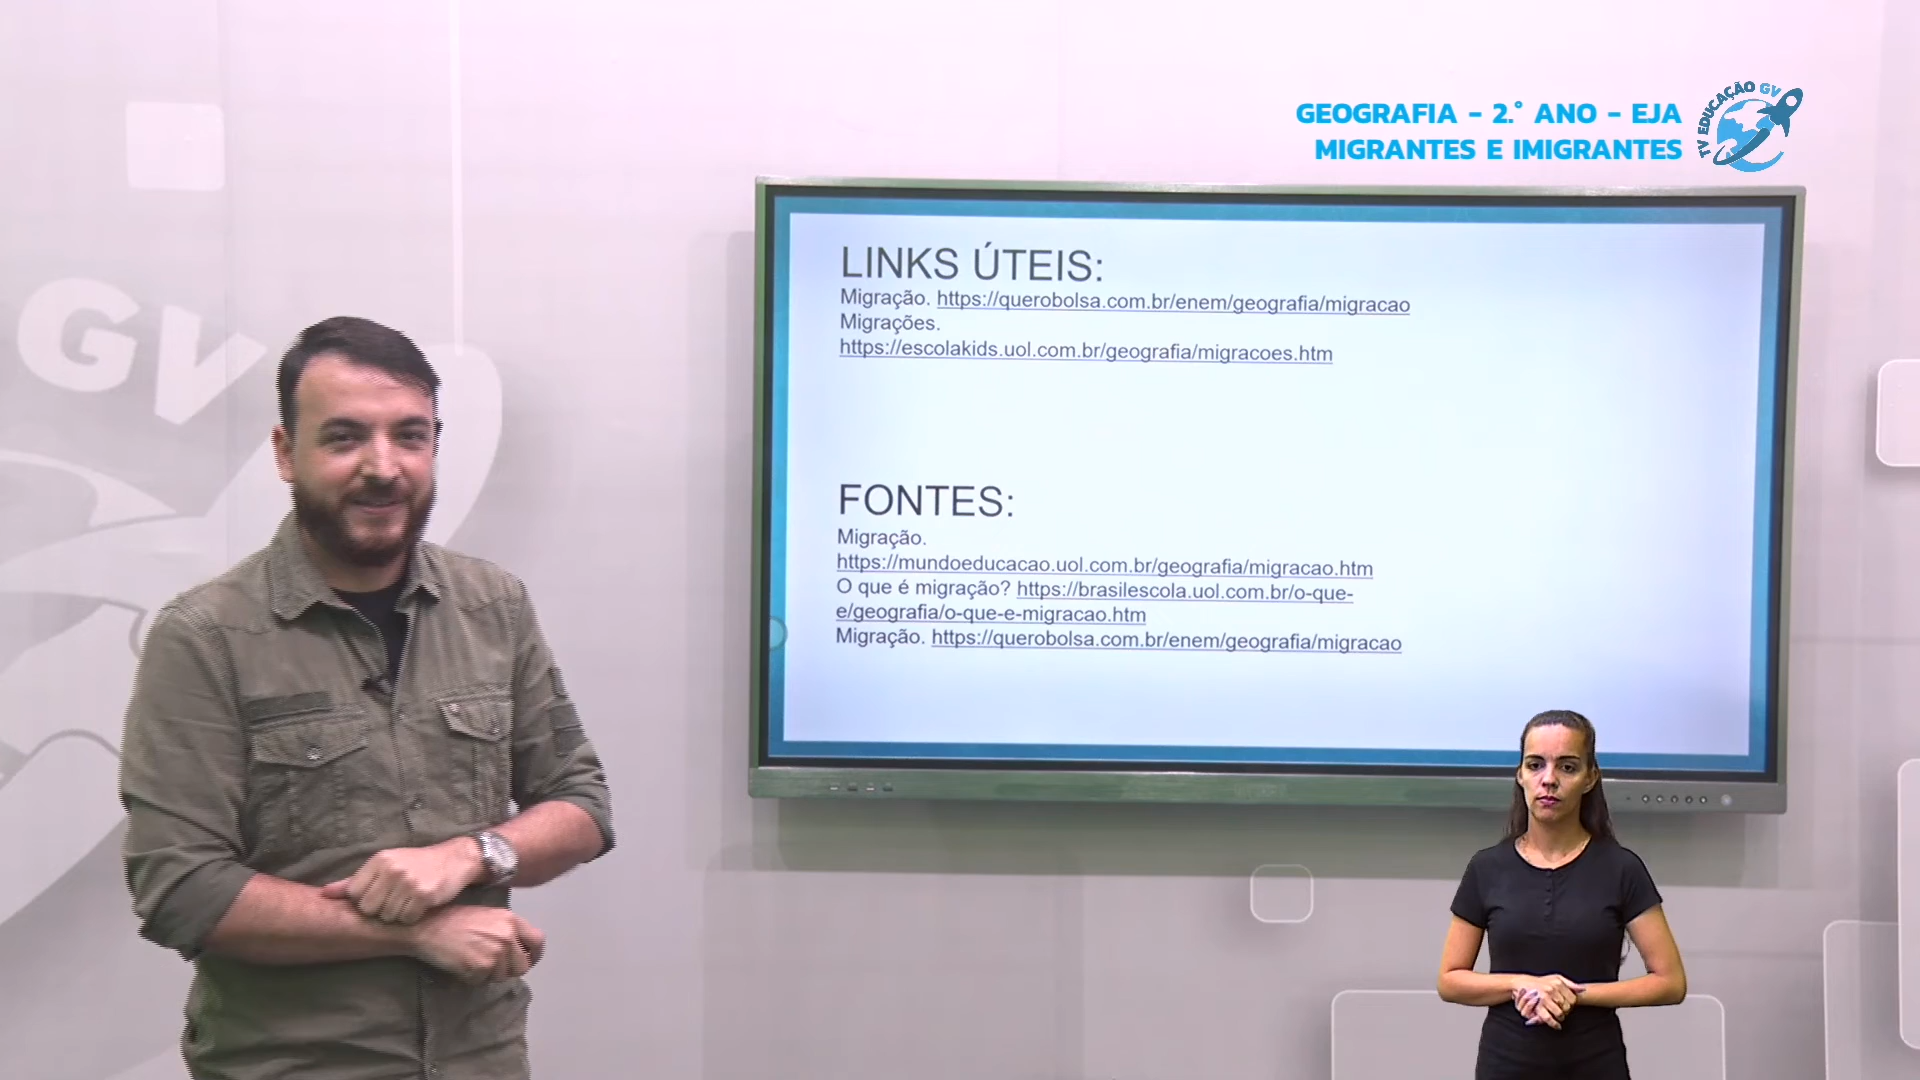 GEOGRAFIA - 2.° ANO - EJA
MIGRANTES E IMIGRANTES
TV EDUCAÇÃO GV
LINKS ÚTEIS:
Migração. https://querobolsa.com.br/enem/geografia/migracao
Migrações.
https://escolakids.uol.com.br/geografia/migracoes.htm
GV
FONTES:
Migração.
https://mundoeducacao.uol.com.br/geografia/migracao.htm
O que é migração? https://brasilescola.uol.com.br/o-que-
e/geografia/o-que-e-migracao.htm
Migração. https://querobolsa.com.br/enem/geografia/migracao